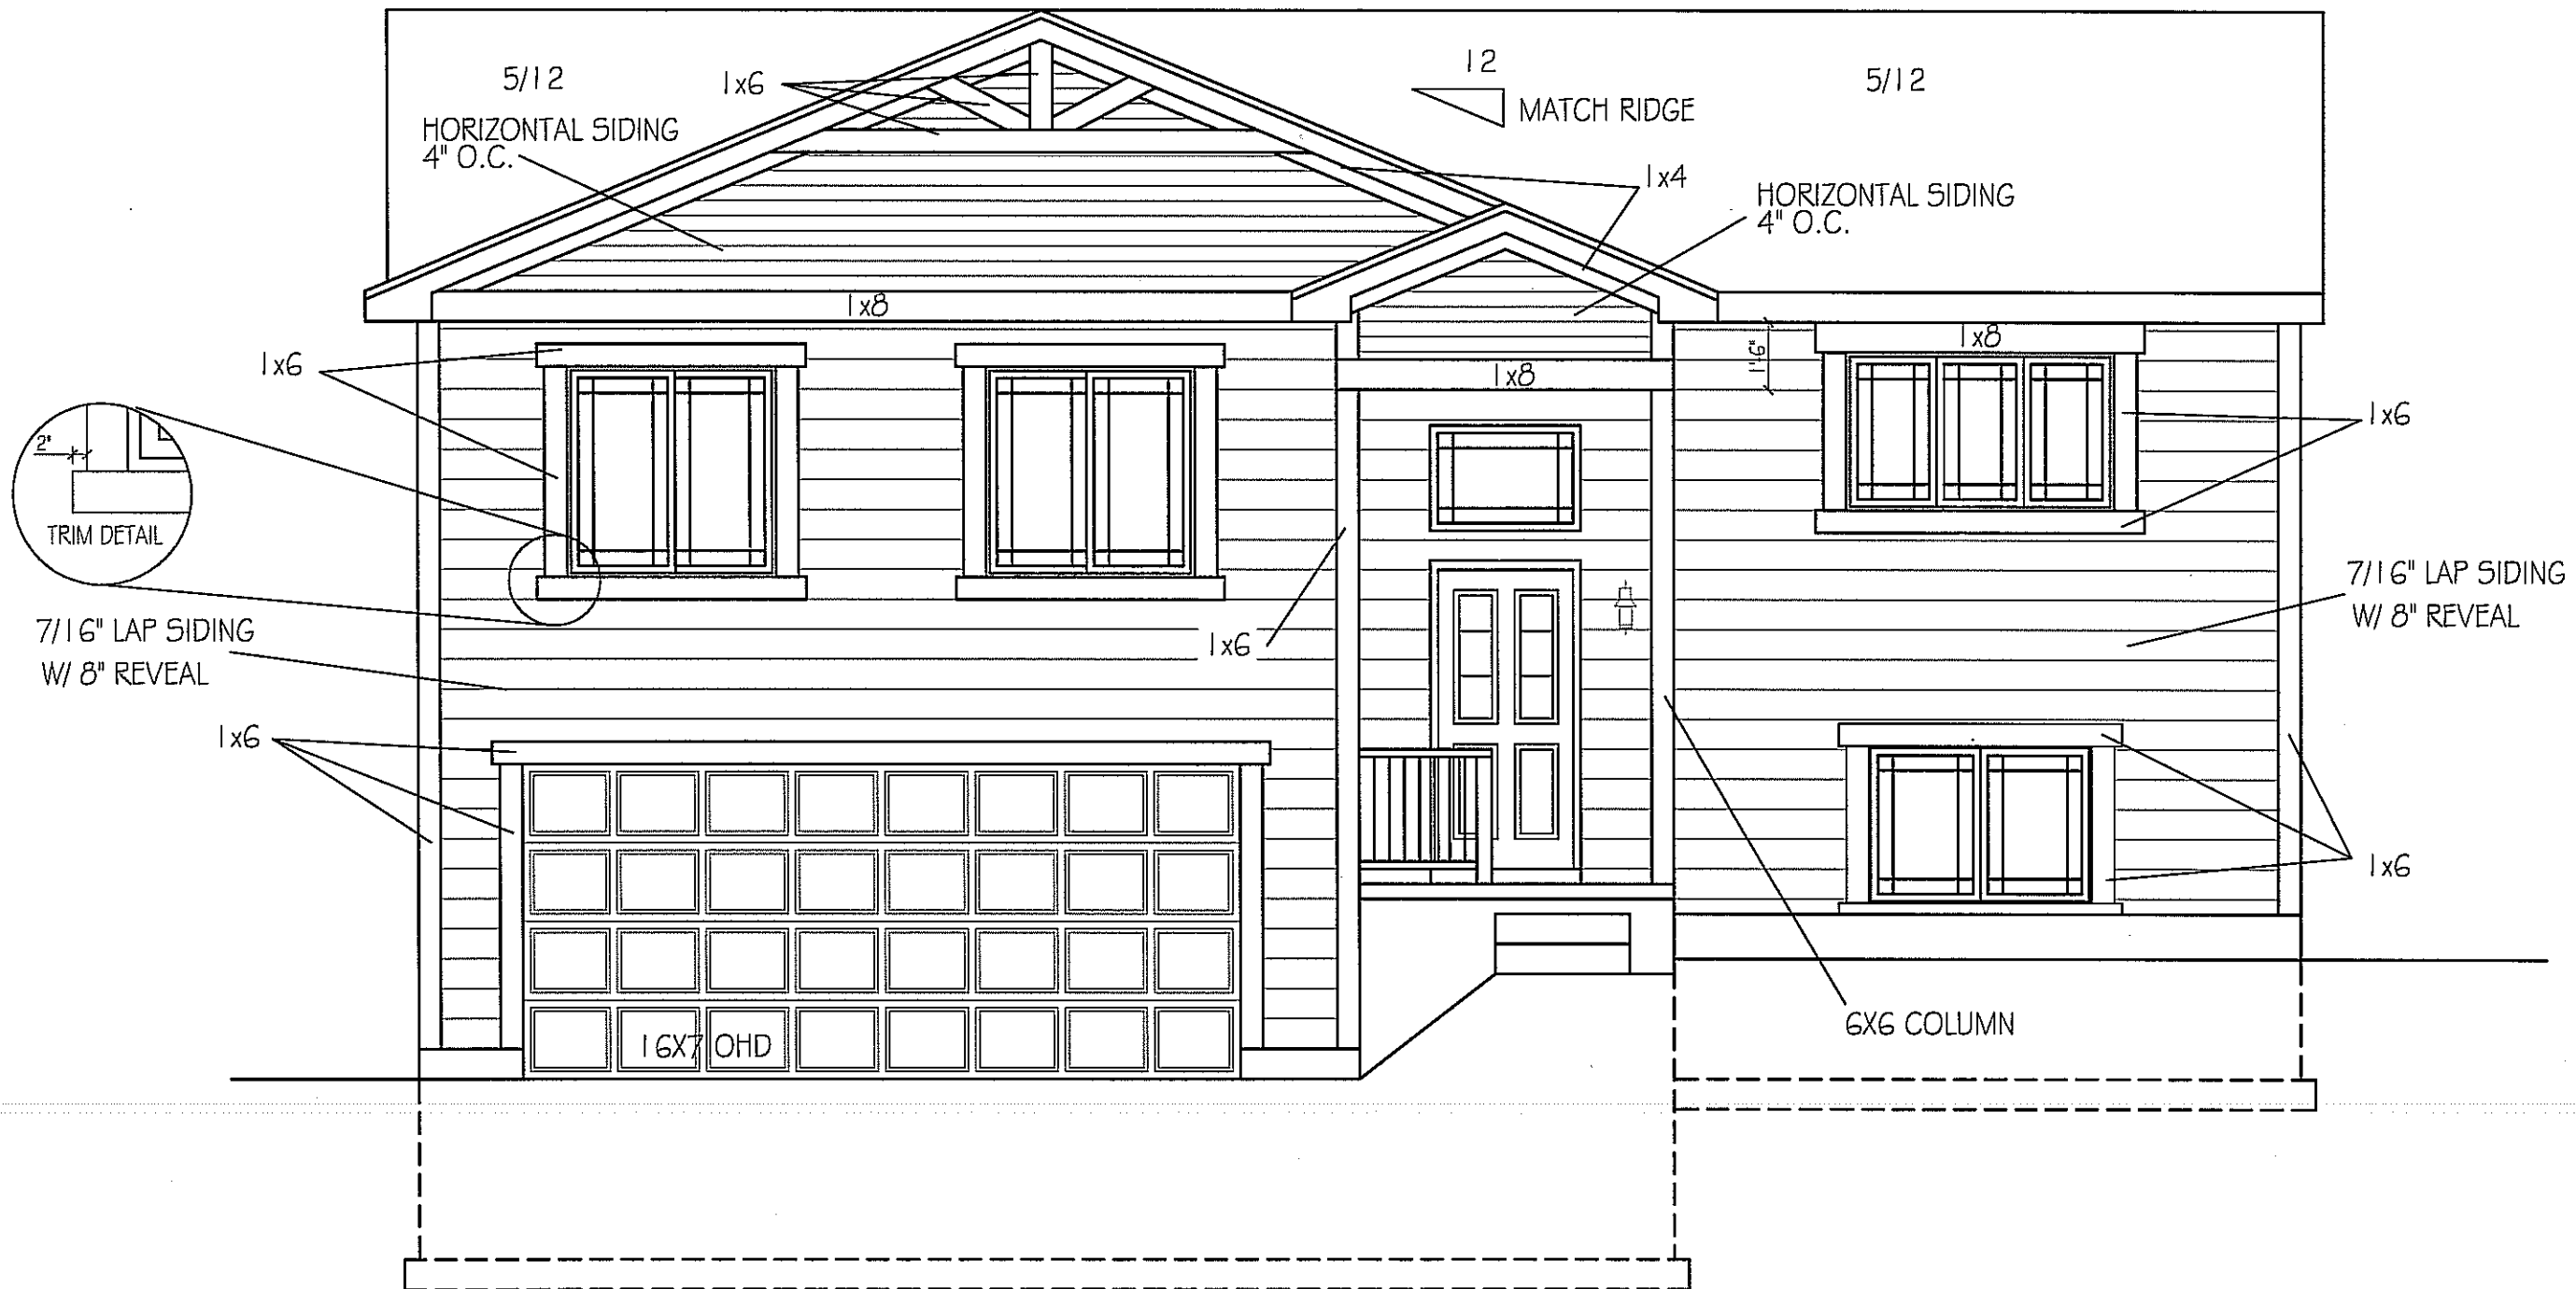 5/12
1x6
12
MATCH RIDGE
5/12
HORIZONTAL SIDING
4" O.C.
1x4
HORIZONTAL SIDING
4" O.C.
1x8
1x6
1'-6"
1x8
1x8
1x6
2"
TRIM DETAIL
7/16" LAP SIDING
W/ 8" REVEAL
7/16" LAP SIDING
W/ 8" REVEAL
1x6
1x6
1x6
6X6 COLUMN
16X7 OHD